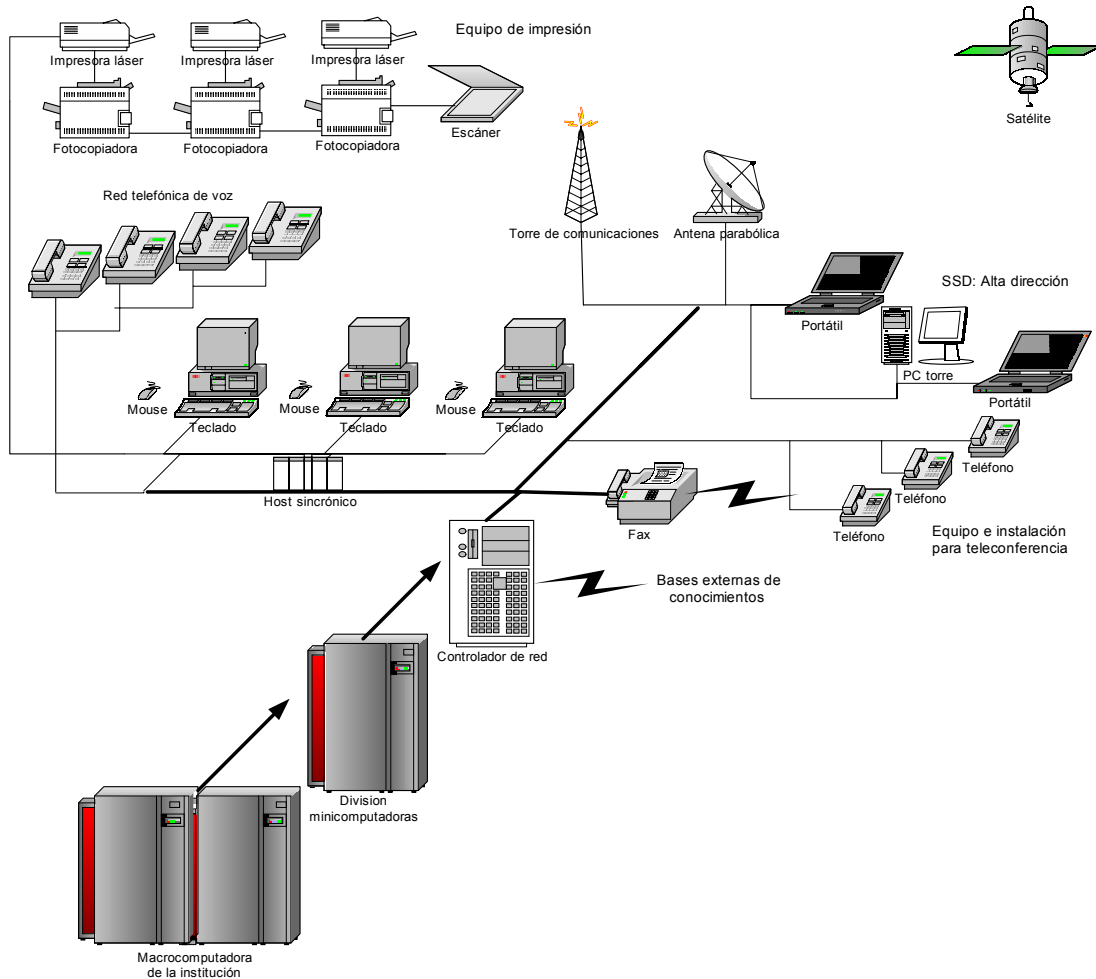 Equipo de impresión
Impresora láser
Impresora láser
Impresora láser
Satélite
Escáner
Fotocopiadora
Fotocopiadora
Fotocopiadora
Red telefónica de voz
Torre de comunicaciones
Antena parabólica
SSD: Alta dirección
Portátil
PC torre
Portátil
Mouse
Mouse
Mouse
Teclado
Teclado
Teclado
Teléfono
Teléfono
Teléfono
Host sincrónico
Fax
Equipo e instalación
para teleconferencia
Bases externas de
conocimientos
Controlador de red
Division
minicomputadoras
Macrocomputadora
de la institución